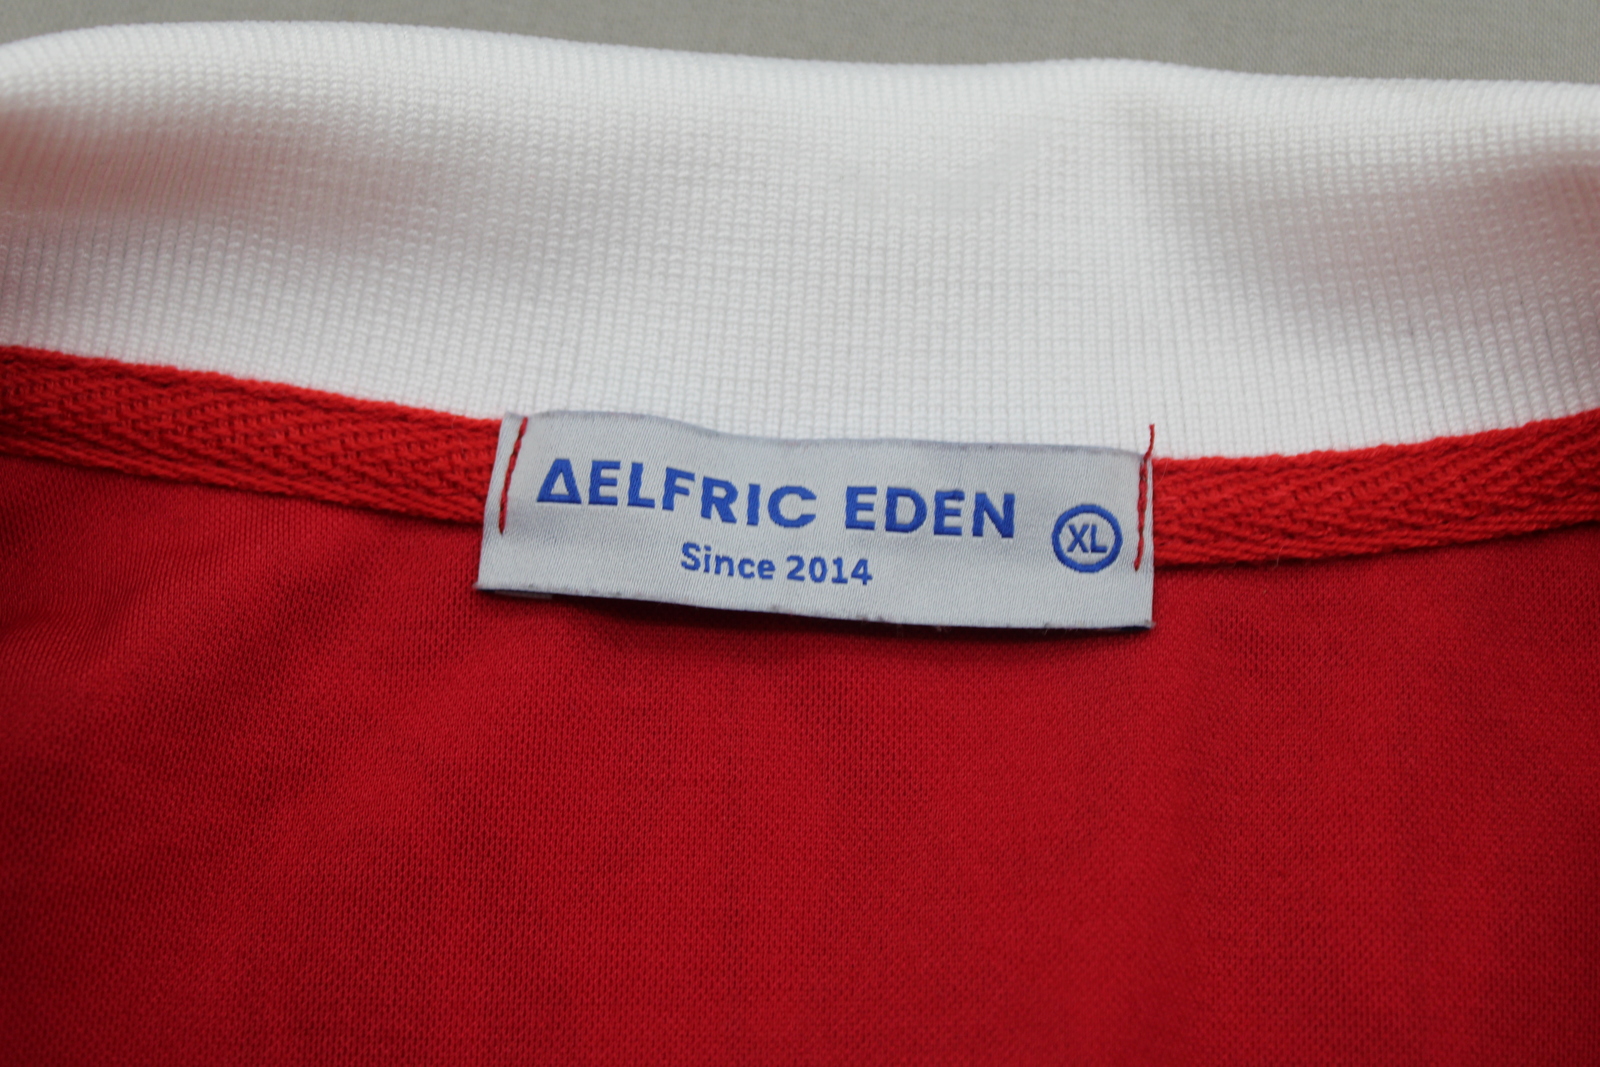 ΔELFRIC EDEN
XL
Since 2014